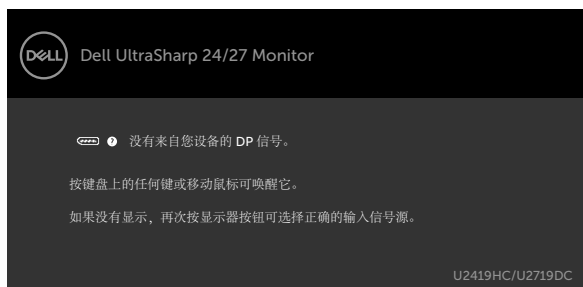 DELL
Dell UltraSharp 24/27 Monitor
? 没有来自您设备的 DP 信号。
按键盘上的任何键或移动鼠标可唤醒它。
如果没有显示，再次按显示器按钮可选择正确的输入信号源。
U2419HC/U2719DC